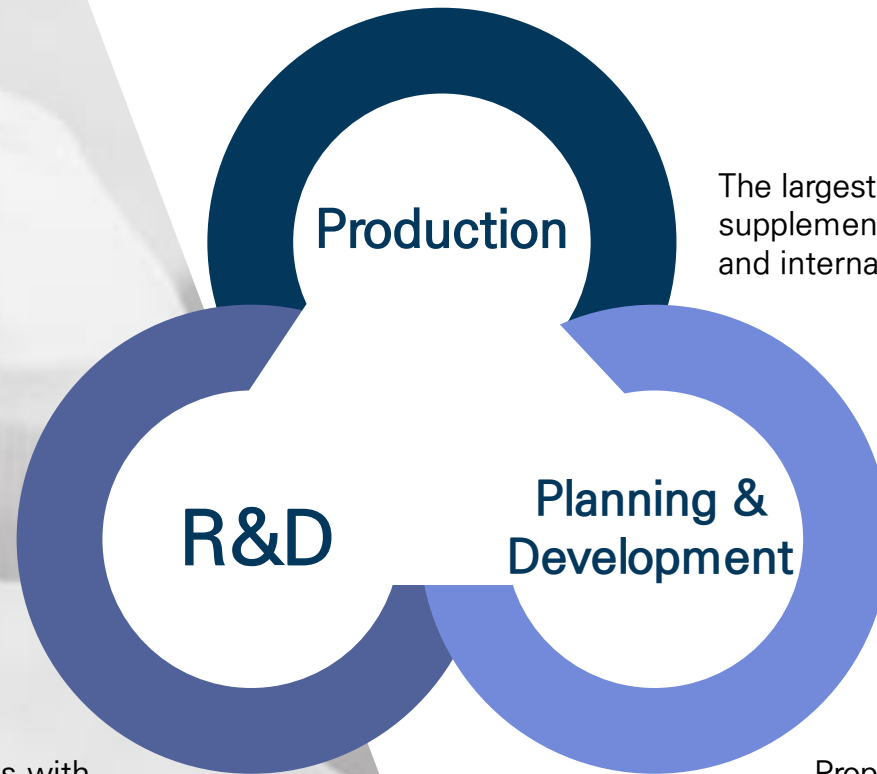 The largest
supplemen
Production
and interna
Planning &
R&D
Development
s with
Prop